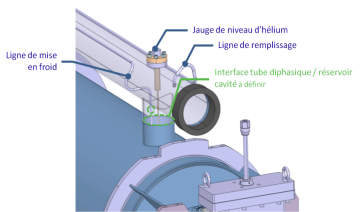 Jauge de niveau d'hélium
Ligne de mise
en froid
Ligne de remplissage
Interface tube diphasique / réservoir
cavité à définir